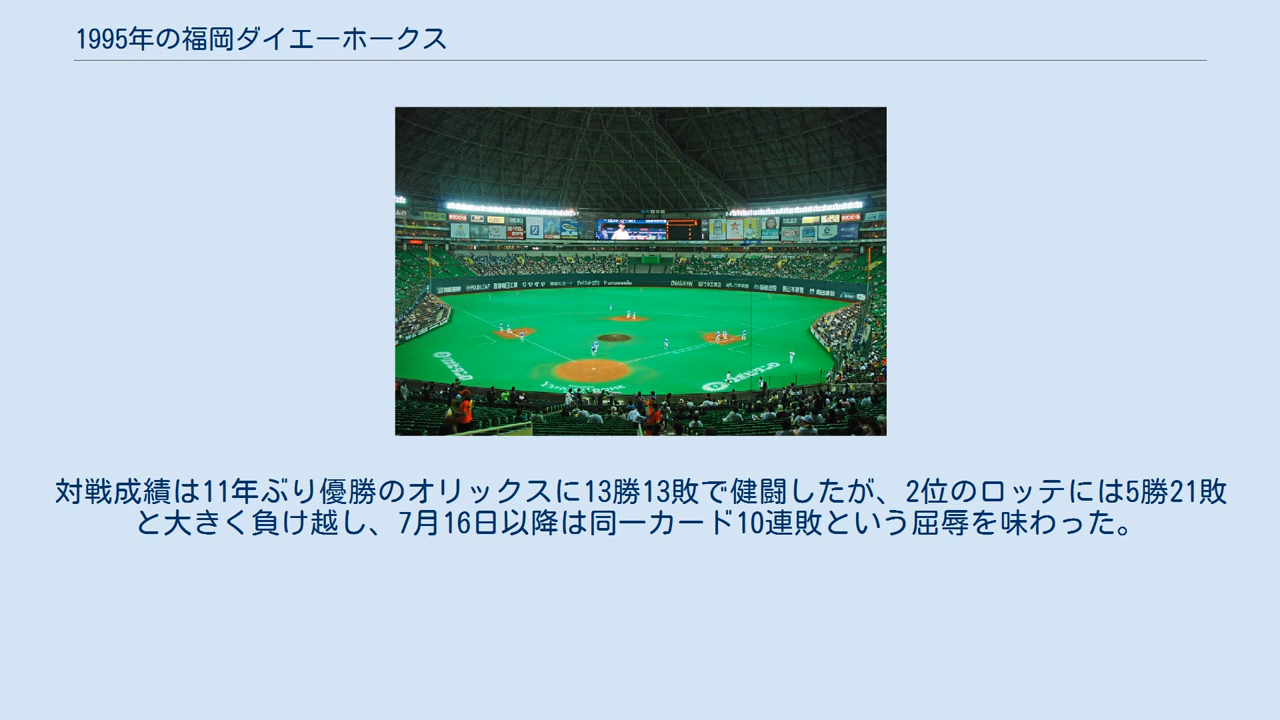 1995年の福岡ダイエーホークス
対戦成績は11年ぶり優勝のオリックスに13勝13敗で健闘したが、2位のロッテには5勝21敗
と大きく負け越し、7月16日以降は同一カード10連敗という屈辱を味わった。